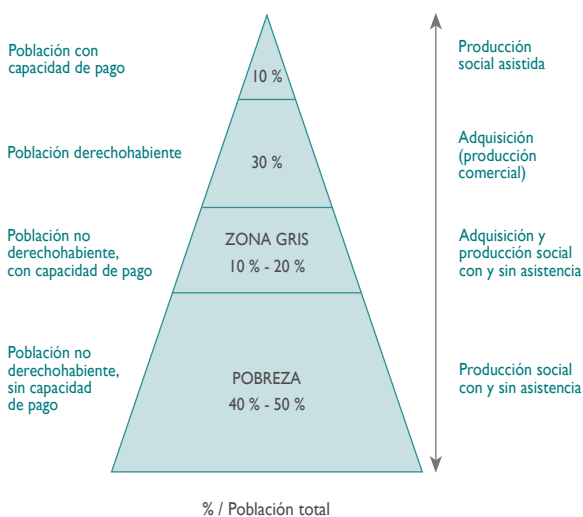 Población con
capacidad de pago
10 %
Producción
social asistida
Población derechohabiente
30 %
Adquisición
(producción
comercial)
Población no
derechohabiente,
con capacidad de pago
ZONA GRIS
10 % - 20 %
Adquisición y
producción social
con y sin asistencia
Población no
derechohabiente,
sin capacidad
de pago
POBREZA
40 % - 50 %
Producción social
con y sin asistencia
% / Población total